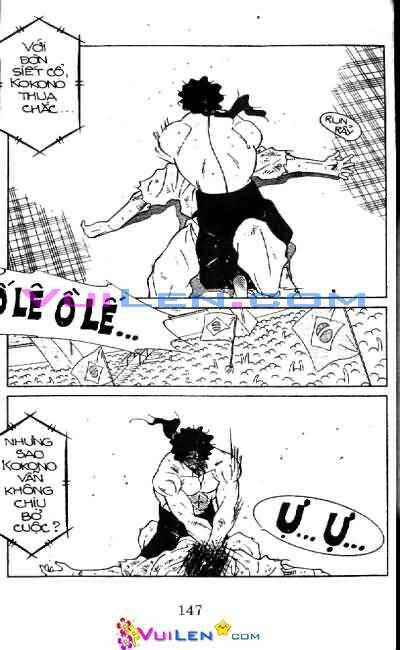 VỚI
ĐÒN
SIẾT CỔ,
KOKONO
THUA
CHẮC...
RUN
RẨY
Ố LÊ Ồ LÊ...
VUILEN.COM
NHƯNG
SAO
KOKONO
VẪN
KHÔNG
CHỊU
BỎ
CUỘC?
Ự... Ự...
147
VUILEN.COM